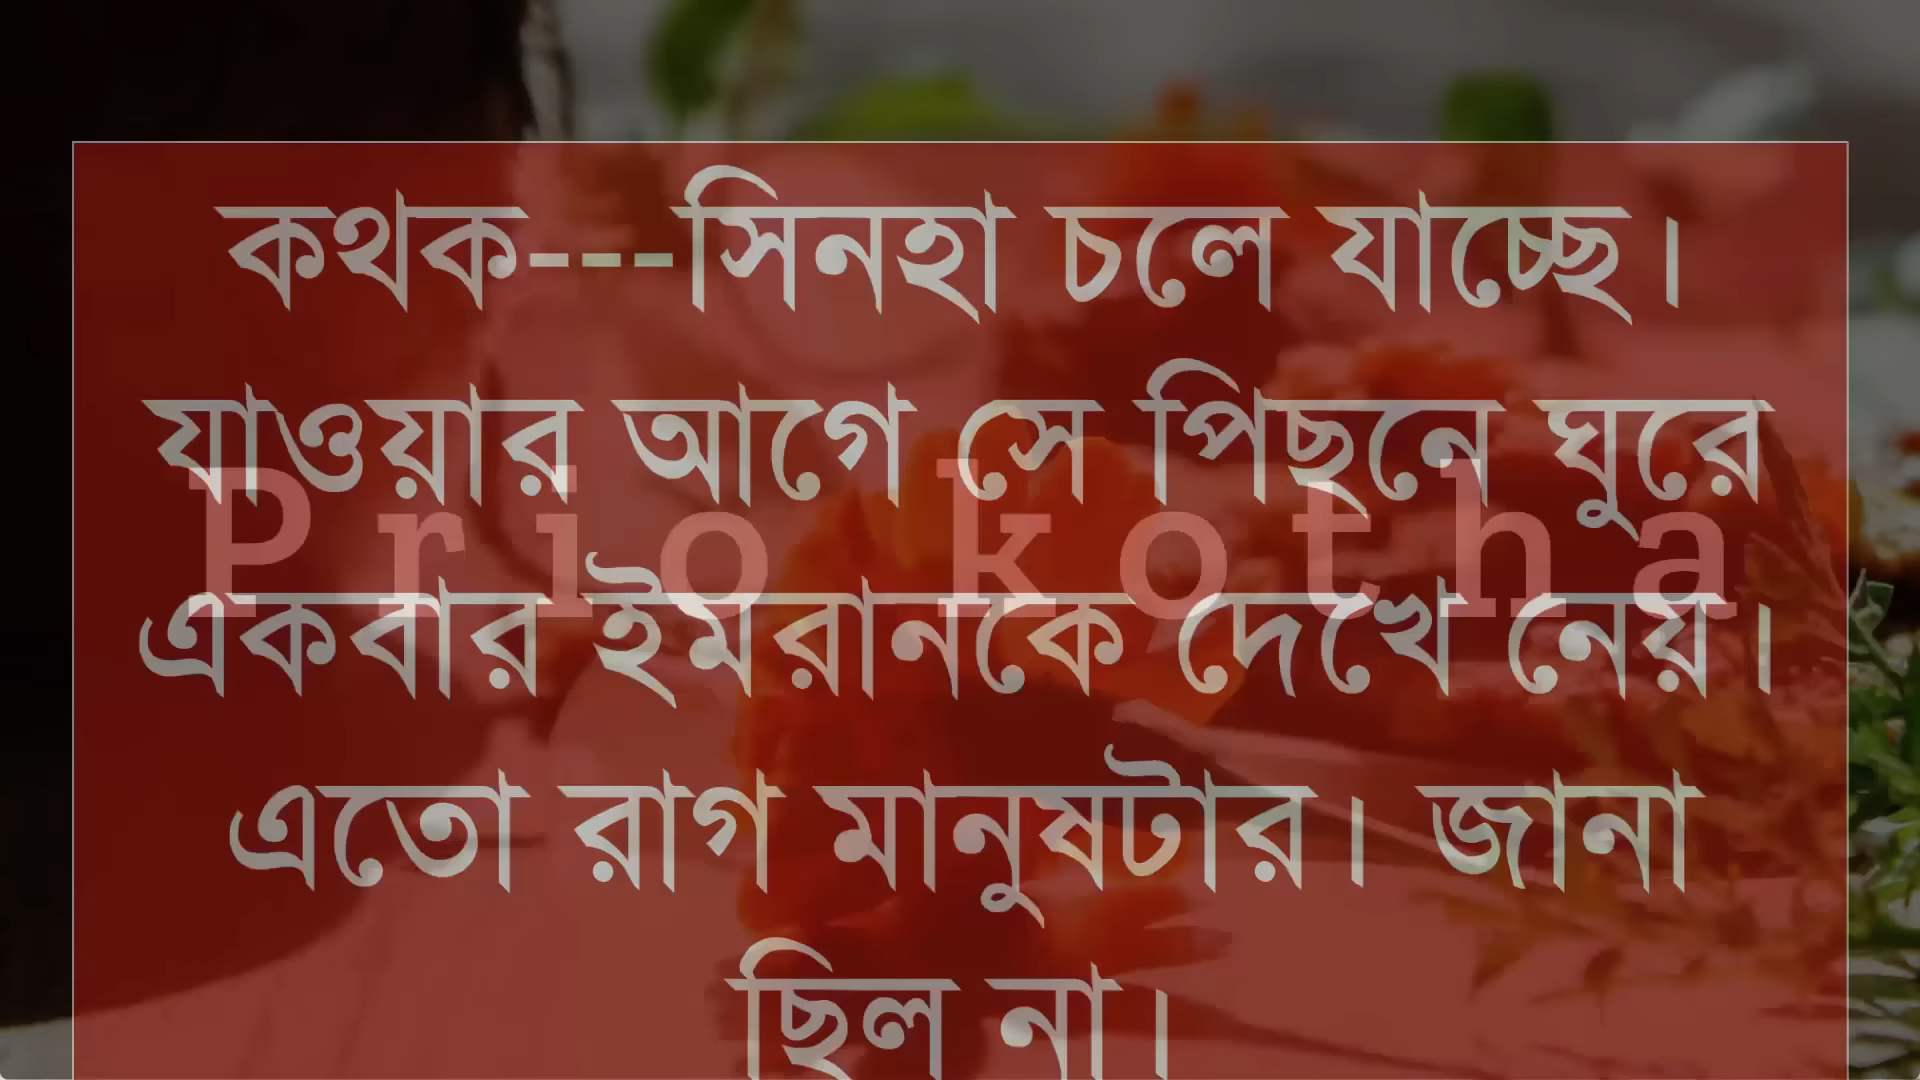 কথক---সিনহা চলে যাচ্ছে।
যাওয়ার আগে সে পিছনে ঘুরে
Prio kotha
একবার ইমরানকে দেখে নেয়।
এতো রাগ মানুষটার। জানা
ছিল না।